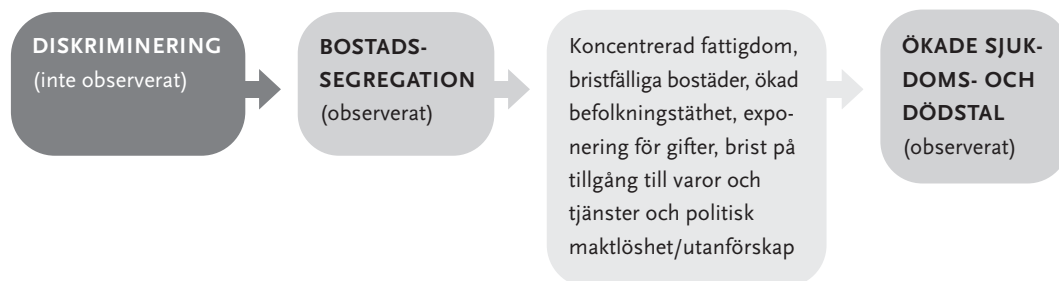 DISKRIMINERING
(inte observerat)
BOSTADS-
SEGREGATION
(observerat)
Koncentrerad fattigdom,
bristfälliga bostäder, ökad
befolkningstäthet, expo-
nering för gifter, brist på
tillgång till varor och
tjänster och politisk
maktlöshet/utanförskap
ÖKADE SJUK-
DOMS- OCH
DÖDSTAL
(observerat)